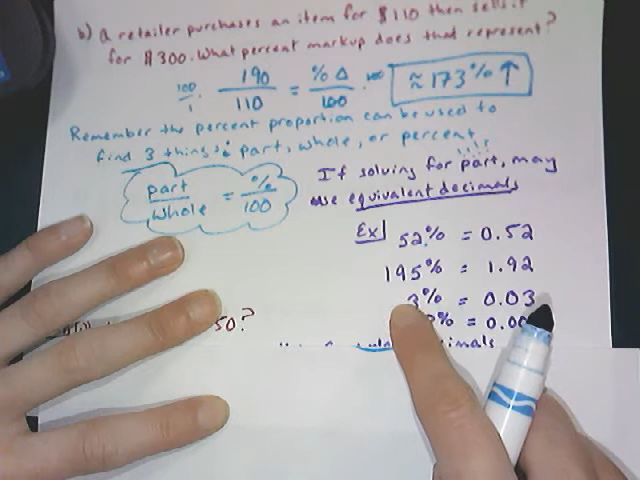 b) A retailer purchases an item for $110 then sells it
for $300. What percent markup does that represent?
100/1 · 190/110 = % Δ/100 · 100 ≈ 173% ↑
Remember the percent proportion can be used to
find 3 things: part, whole, or percent
part/whole = %/100
If solving for part, may
use equivalent decimals
Ex) 52% = 0.52
195% = 1.92
3% = 0.03
% = 0.00
50?
decimals